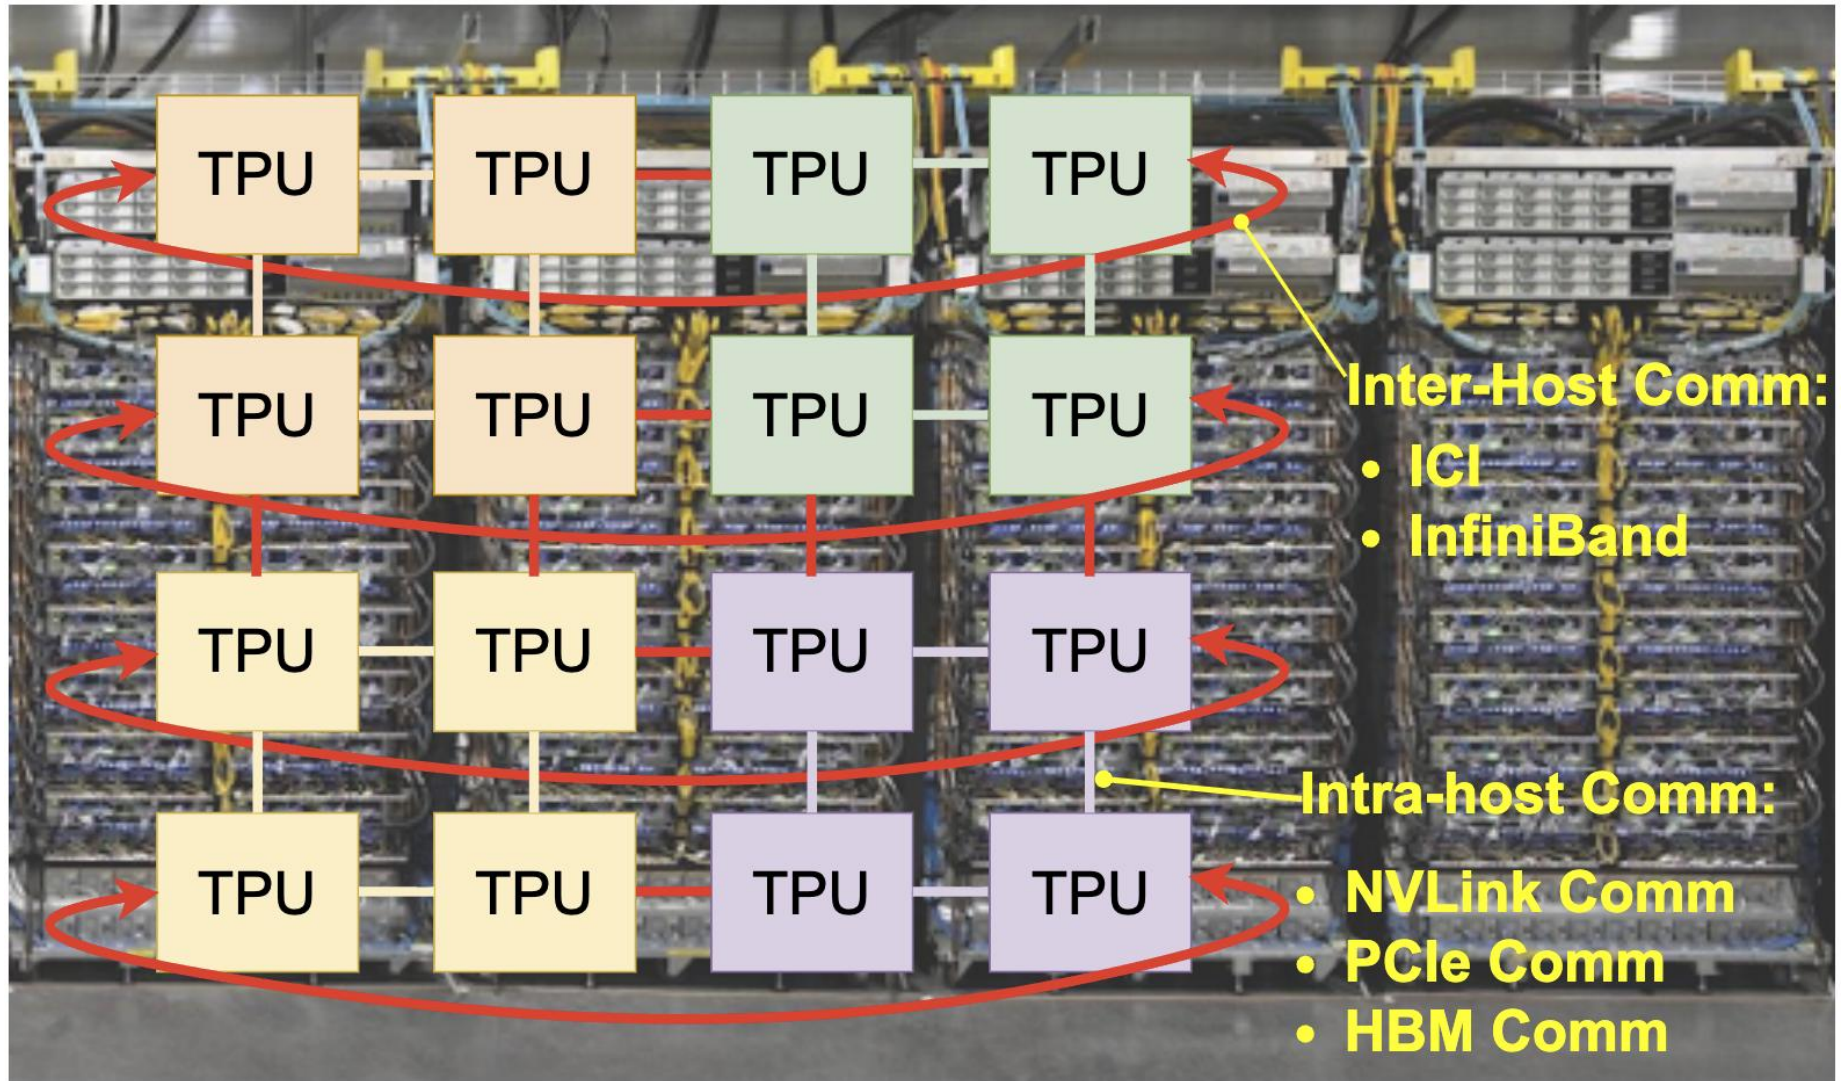 TPU TPU TPU TPU
TPU TPU TPU TPU
Inter-Host Comm:
• ICI
• InfiniBand
TPU TPU TPU TPU
Intra-host Comm:
TPU TPU TPU TPU
• NVLink Comm
• PCIe Comm
• HBM Comm